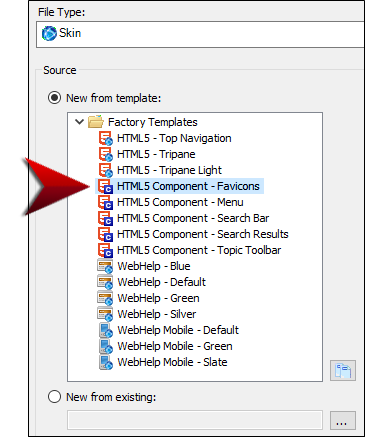 File Type:
Skin
Source
New from template:
Factory Templates
HTML5 - Top Navigation
HTML5 - Tripane
HTML5 - Tripane Light
HTML5 Component - Favicons
HTML5 Component - Menu
HTML5 Component - Search Bar
HTML5 Component - Search Results
HTML5 Component - Topic Toolbar
WebHelp - Blue
WebHelp - Default
WebHelp - Green
WebHelp - Silver
WebHelp Mobile - Default
WebHelp Mobile - Green
WebHelp Mobile - Slate
New from existing:
...